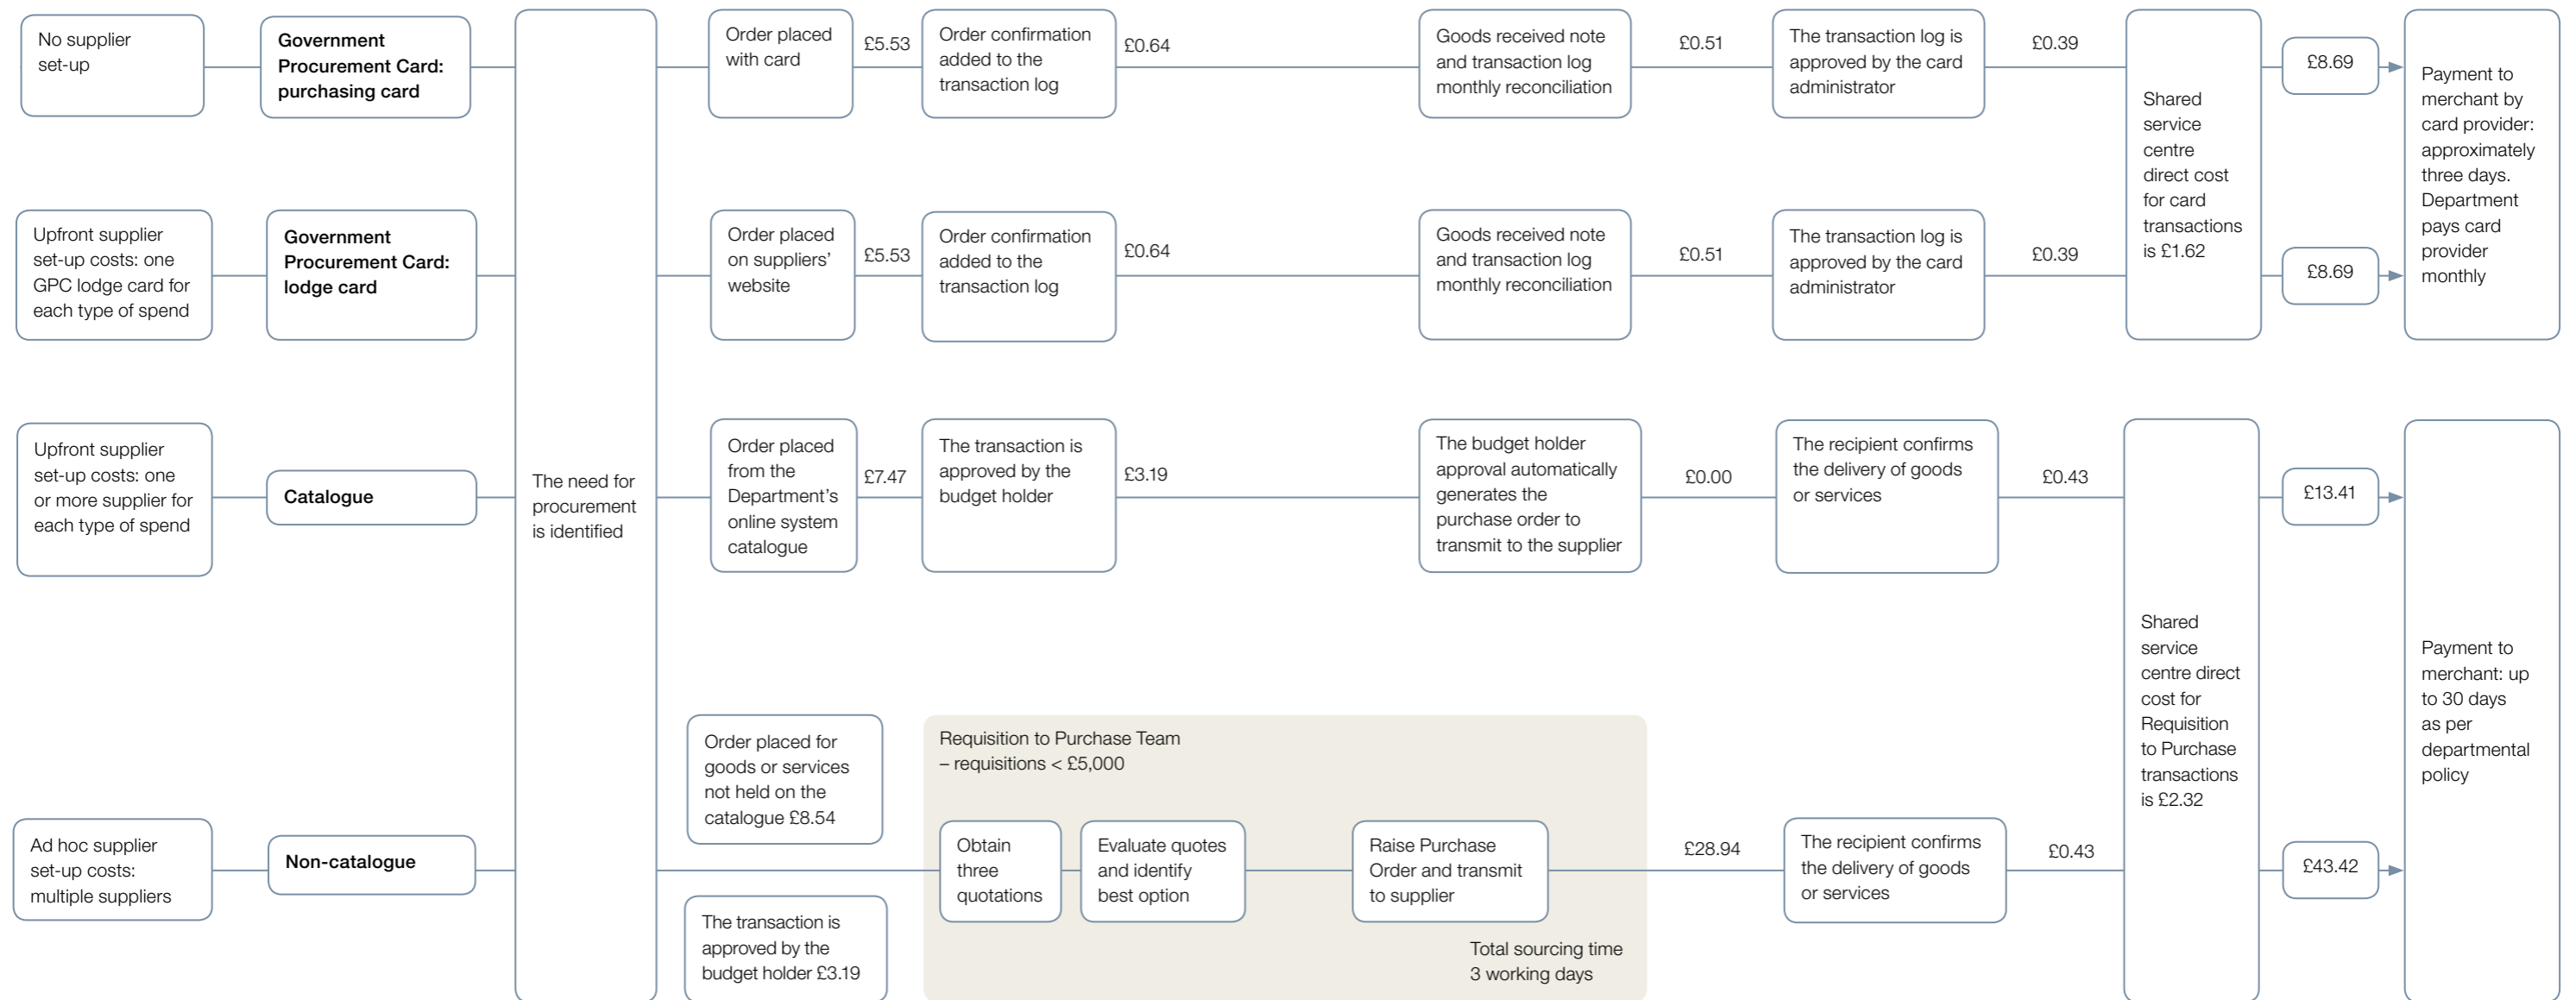 No supplier
set-up
Government
Procurement Card:
purchasing card
Order placed
with card
£5.53
Order confirmation
added to the
transaction log
£0.64
Goods received note
and transaction log
monthly reconciliation
£0.51
The transaction log is
approved by the card
administrator
£0.39
Shared
service
centre
direct cost
for card
transactions
is £1.62
£8.69
Payment to
merchant by
card provider:
approximately
three days.
Department
pays card
provider
monthly
Upfront supplier
set-up costs: one
GPC lodge card for
each type of spend
Government
Procurement Card:
lodge card
Order placed
on suppliers’
website
£5.53
Order confirmation
added to the
transaction log
£0.64
Goods received note
and transaction log
monthly reconciliation
£0.51
The transaction log is
approved by the card
administrator
£0.39
£8.69
Upfront supplier
set-up costs: one
or more supplier for
each type of spend
Catalogue
The need for
procurement
is identified
Order placed
from the
Department’s
online system
catalogue
£7.47
The transaction is
approved by the
budget holder
£3.19
The budget holder
approval automatically
generates the
purchase order to
transmit to the supplier
£0.00
The recipient confirms
the delivery of goods
or services
£0.43
Shared
service
centre direct
cost for
Requisition
to Purchase
transactions
is £2.32
£13.41
Payment to
merchant: up
to 30 days
as per
departmental
policy
Ad hoc supplier
set-up costs:
multiple suppliers
Non-catalogue
Order placed for
goods or services
not held on the
catalogue £8.54
The transaction is
approved by the
budget holder £3.19
Requisition to Purchase Team
– requisitions < £5,000
Obtain
three
quotations
Evaluate quotes
and identify
best option
Raise Purchase
Order and transmit
to supplier
Total sourcing time
3 working days
£28.94
The recipient confirms
the delivery of goods
or services
£0.43
£43.42